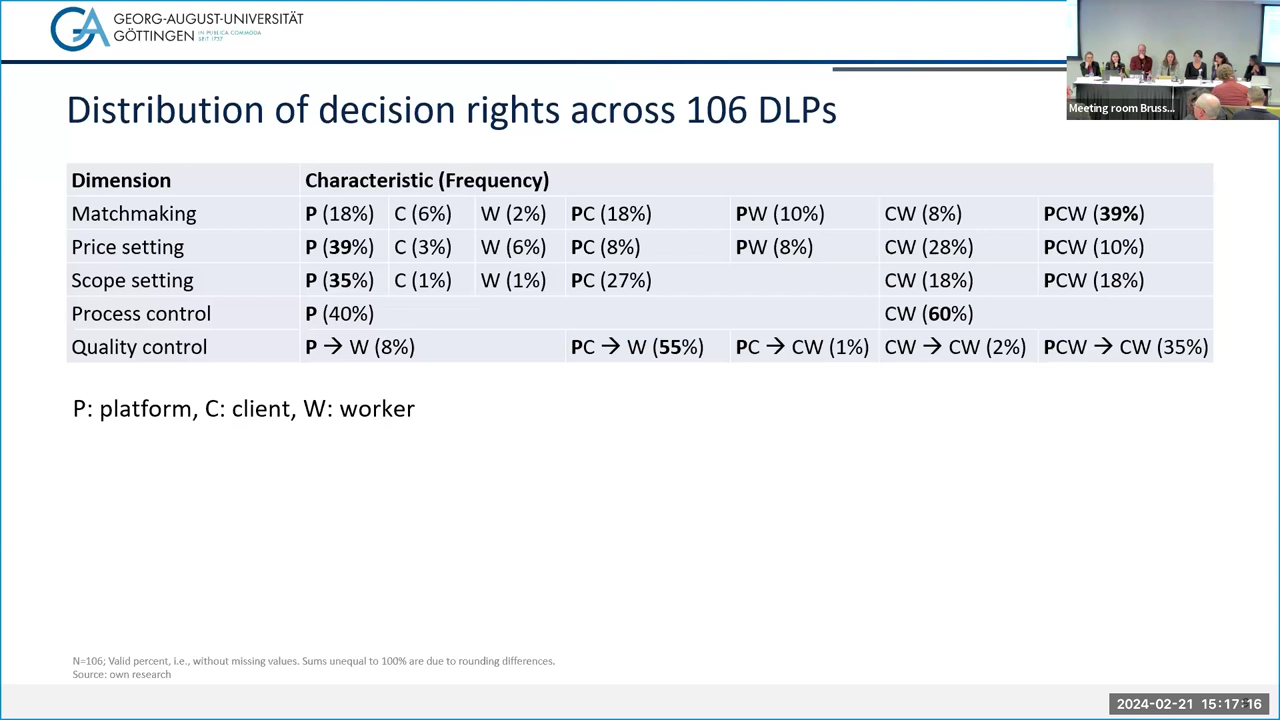 GEORG-AUGUST-UNIVERSITÄT
GÖTTINGEN IN PUBLICA COMMODA
SEIT 1737
Meeting room Bruss...
Distribution of decision rights across 106 DLPs
Dimension Characteristic (Frequency)
Matchmaking P (18%) C (6%) W (2%) PC (18%) PW (10%) CW (8%) PCW (39%)
Price setting P (39%) C (3%) W (6%) PC (8%) PW (8%) CW (28%) PCW (10%)
Scope setting P (35%) C (1%) W (1%) PC (27%) CW (18%) PCW (18%)
Process control P (40%) CW (60%)
Quality control P → W (8%) PC → W (55%) PC → CW (1%) CW → CW (2%) PCW → CW (35%)
P: platform, C: client, W: worker
N=106; Valid percent, i.e., without missing values. Sums unequal to 100% are due to rounding differences.
Source: own research
2024-02-21 15:17:16